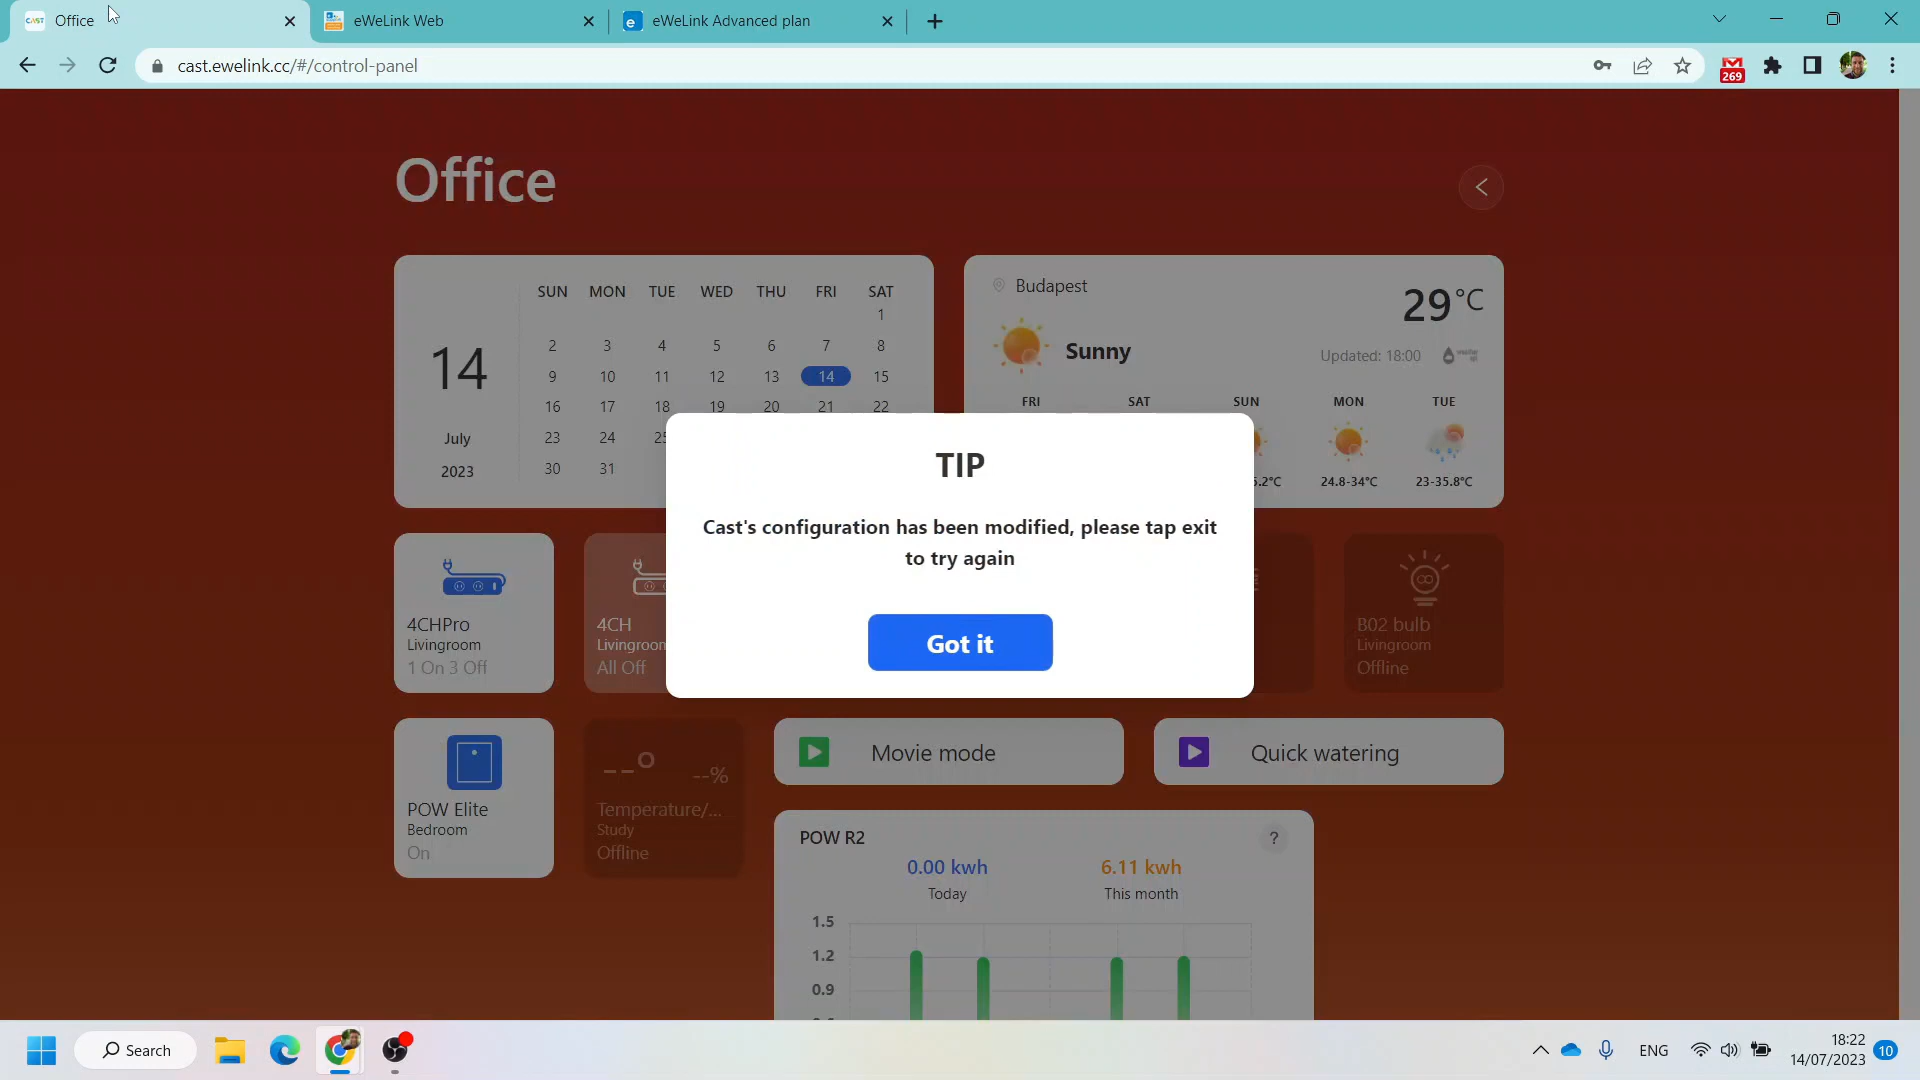 CAST Office
eWeLink Web
eWeLink Advanced plan
cast.ewelink.cc/#/control-panel
269
Office
SUN MON TUE WED THU FRI SAT
1
2 3 4 5 6 7 8
9 10 11 12 13 14 15
16 17 18 19 20 21 22
23 24 25
30 31
14
July
2023
Budapest
29°C
Sunny
Updated: 18:00
FRI SAT SUN MON TUE
5.2°C 24.8-34°C 23-35.8°C
TIP
Cast's configuration has been modified, please tap exit
to try again
Got it
4CHPro
Livingroom
1 On 3 Off
4CH
Livingroom
All Off
B02 bulb
Livingroom
Offline
POW Elite
Bedroom
On
--° --%
Temperature/...
Study
Offline
Movie mode
Quick watering
POW R2
?
0.00 kwh
Today
6.11 kwh
This month
1.5
1.2
0.9
Search
ENG
18:22
14/07/2023
10